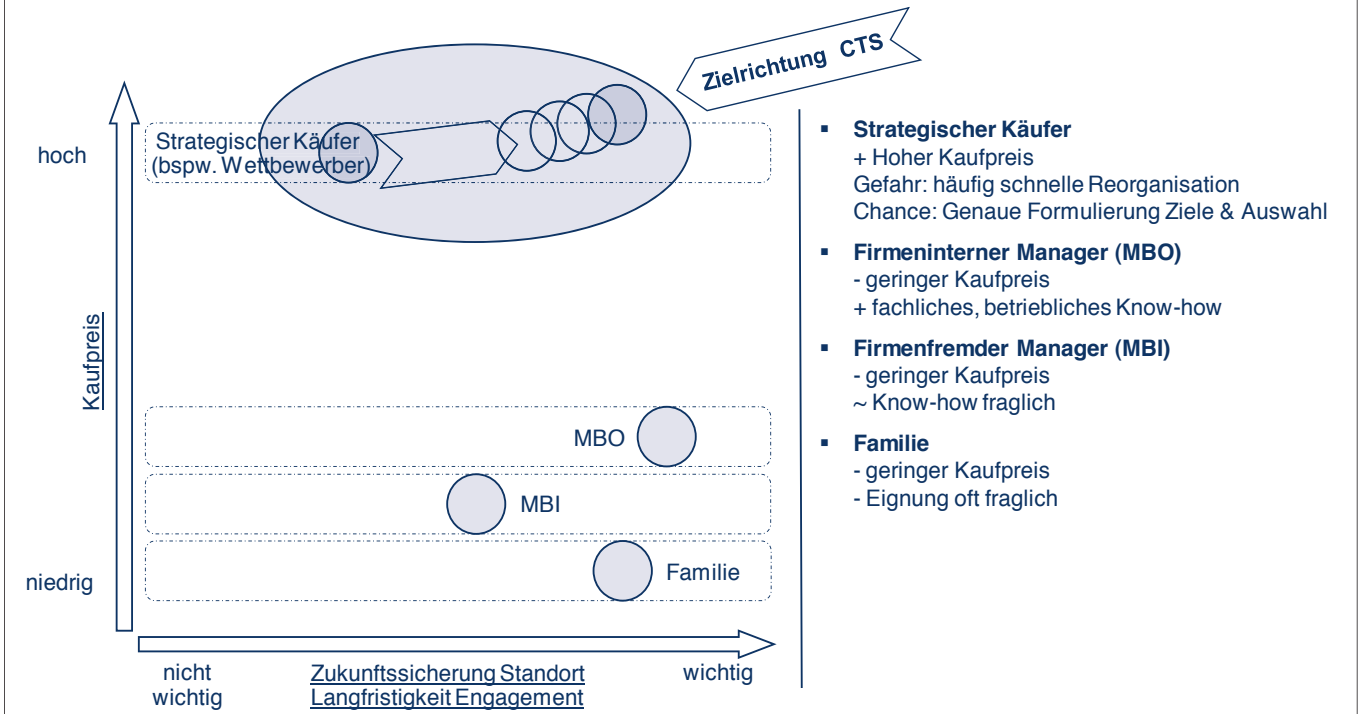 Zielrichtung CTS
hoch
Strategischer Käufer
(bspw. Wettbewerber)
Kaufpreis
MBO
MBI
Familie
niedrig
nicht
wichtig
Zukunftssicherung Standort
Langfristigkeit Engagement
wichtig
▪ Strategischer Käufer
+ Hoher Kaufpreis
Gefahr: häufig schnelle Reorganisation
Chance: Genaue Formulierung Ziele & Auswahl
▪ Firmeninterner Manager (MBO)
- geringer Kaufpreis
+ fachliches, betriebliches Know-how
▪ Firmenfremder Manager (MBI)
- geringer Kaufpreis
~ Know-how fraglich
▪ Familie
- geringer Kaufpreis
- Eignung oft fraglich